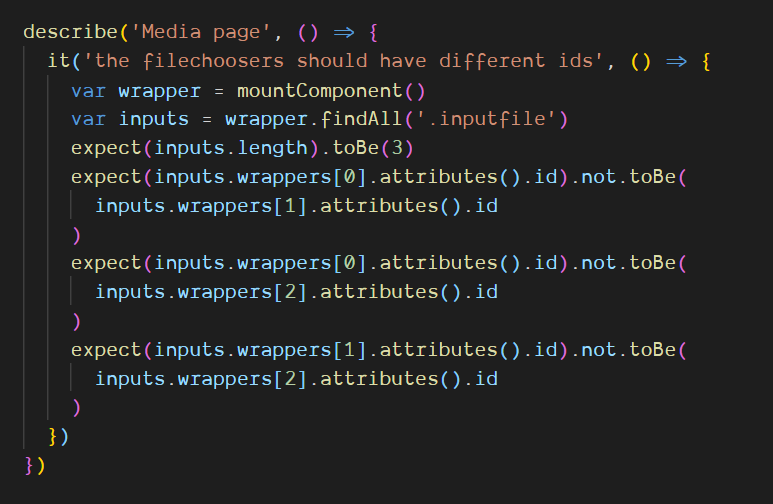 describe('Media page', () => {
  it('the filechoosers should have different ids', () => {
    var wrapper = mountComponent()
    var inputs = wrapper.findAll('.inputfile')
    expect(inputs.length).toBe(3)
    expect(inputs.wrappers[0].attributes().id).not.toBe(
      inputs.wrappers[1].attributes().id
    )
    expect(inputs.wrappers[0].attributes().id).not.toBe(
      inputs.wrappers[2].attributes().id
    )
    expect(inputs.wrappers[1].attributes().id).not.toBe(
      inputs.wrappers[2].attributes().id
    )
  })
})